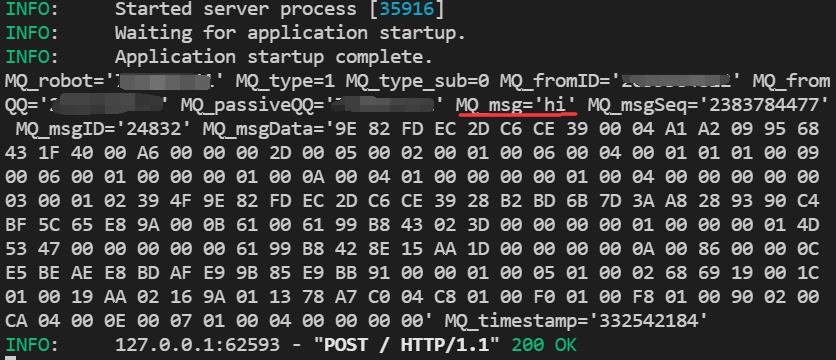 INFO:     Started server process [35916]
INFO:     Waiting for application startup.
INFO:     Application startup complete.
MQ_robot=' ' MQ_type=1 MQ_type_sub=0 MQ_fromID=' ' MQ_from
QQ=' ' MQ_passiveQQ=' ' MQ_msg='hi' MQ_msgSeq='2383784477'
MQ_msgID='24832' MQ_msgData='9E 82 FD EC 2D C6 CE 39 00 04 A1 A2 09 95 68
43 1F 40 00 A6 00 00 00 2D 00 05 00 02 00 01 00 06 00 04 00 01 01 01 00 09
00 06 00 01 00 00 00 01 00 0A 00 04 01 00 00 00 00 01 00 04 00 00 00 00 00
03 00 01 02 39 4F 9E 82 FD EC 2D C6 CE 39 28 B2 BD 6B 7D 3A A8 28 93 90 C4
BF 5C 65 E8 9A 00 0B 61 00 61 99 B8 43 02 3D 00 00 00 00 01 00 00 00 01 4D
53 47 00 00 00 00 00 61 99 B8 42 8E 15 AA 1D 00 00 00 00 0A 00 86 00 00 0C
E5 BE AE E8 BD AF E9 9B 85 E9 BB 91 00 00 01 00 05 01 00 02 68 69 19 00 1C
01 00 19 AA 02 16 9A 01 13 78 A7 C0 04 C8 01 00 F0 01 00 F8 01 00 90 02 00
CA 04 00 0E 00 07 01 00 04 00 00 00 00' MQ_timestamp='332542184'
INFO:     127.0.0.1:62593 - "POST / HTTP/1.1" 200 OK